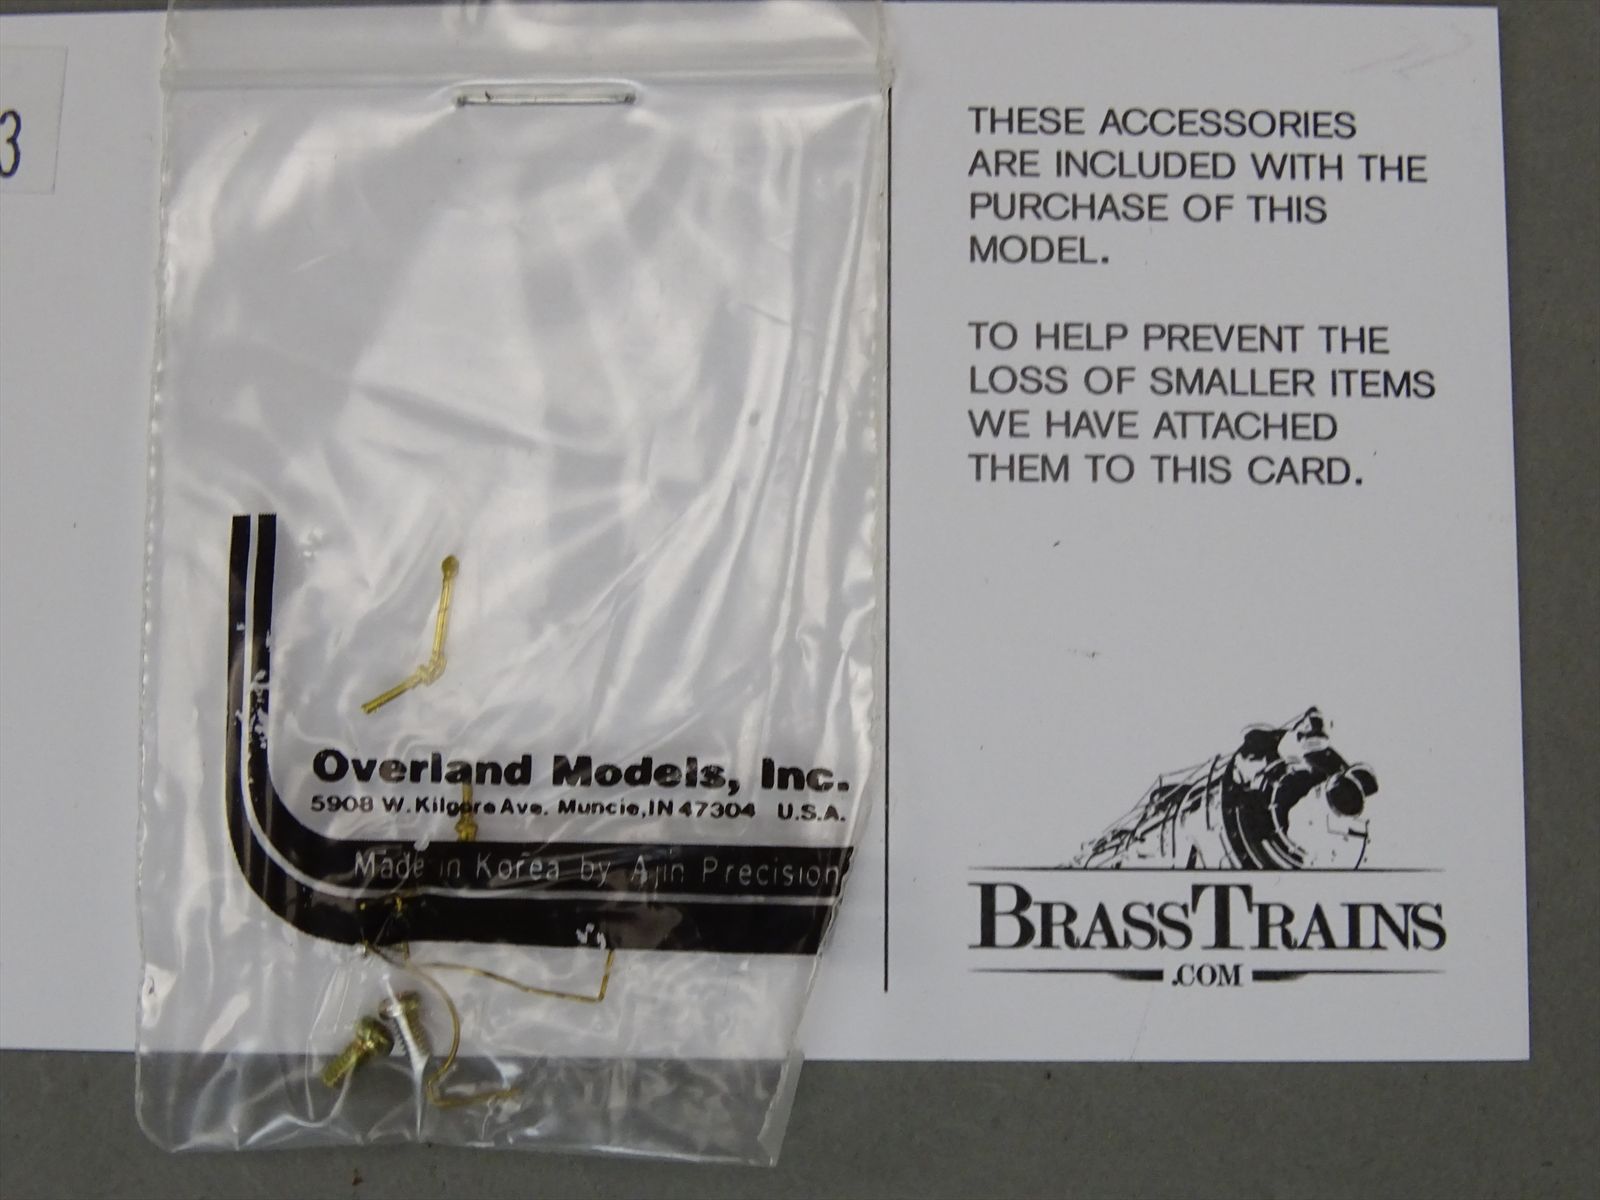 3
THESE ACCESSORIES
ARE INCLUDED WITH THE
PURCHASE OF THIS
MODEL.
TO HELP PREVENT THE
LOSS OF SMALLER ITEMS
WE HAVE ATTACHED
THEM TO THIS CARD.
Overland Models, Inc.
5908 W. Kilgore Ave. Muncie, IN 47304 U.S.A.
Made in Korea by Ajin Precision
BRASSTRAINS
.COM